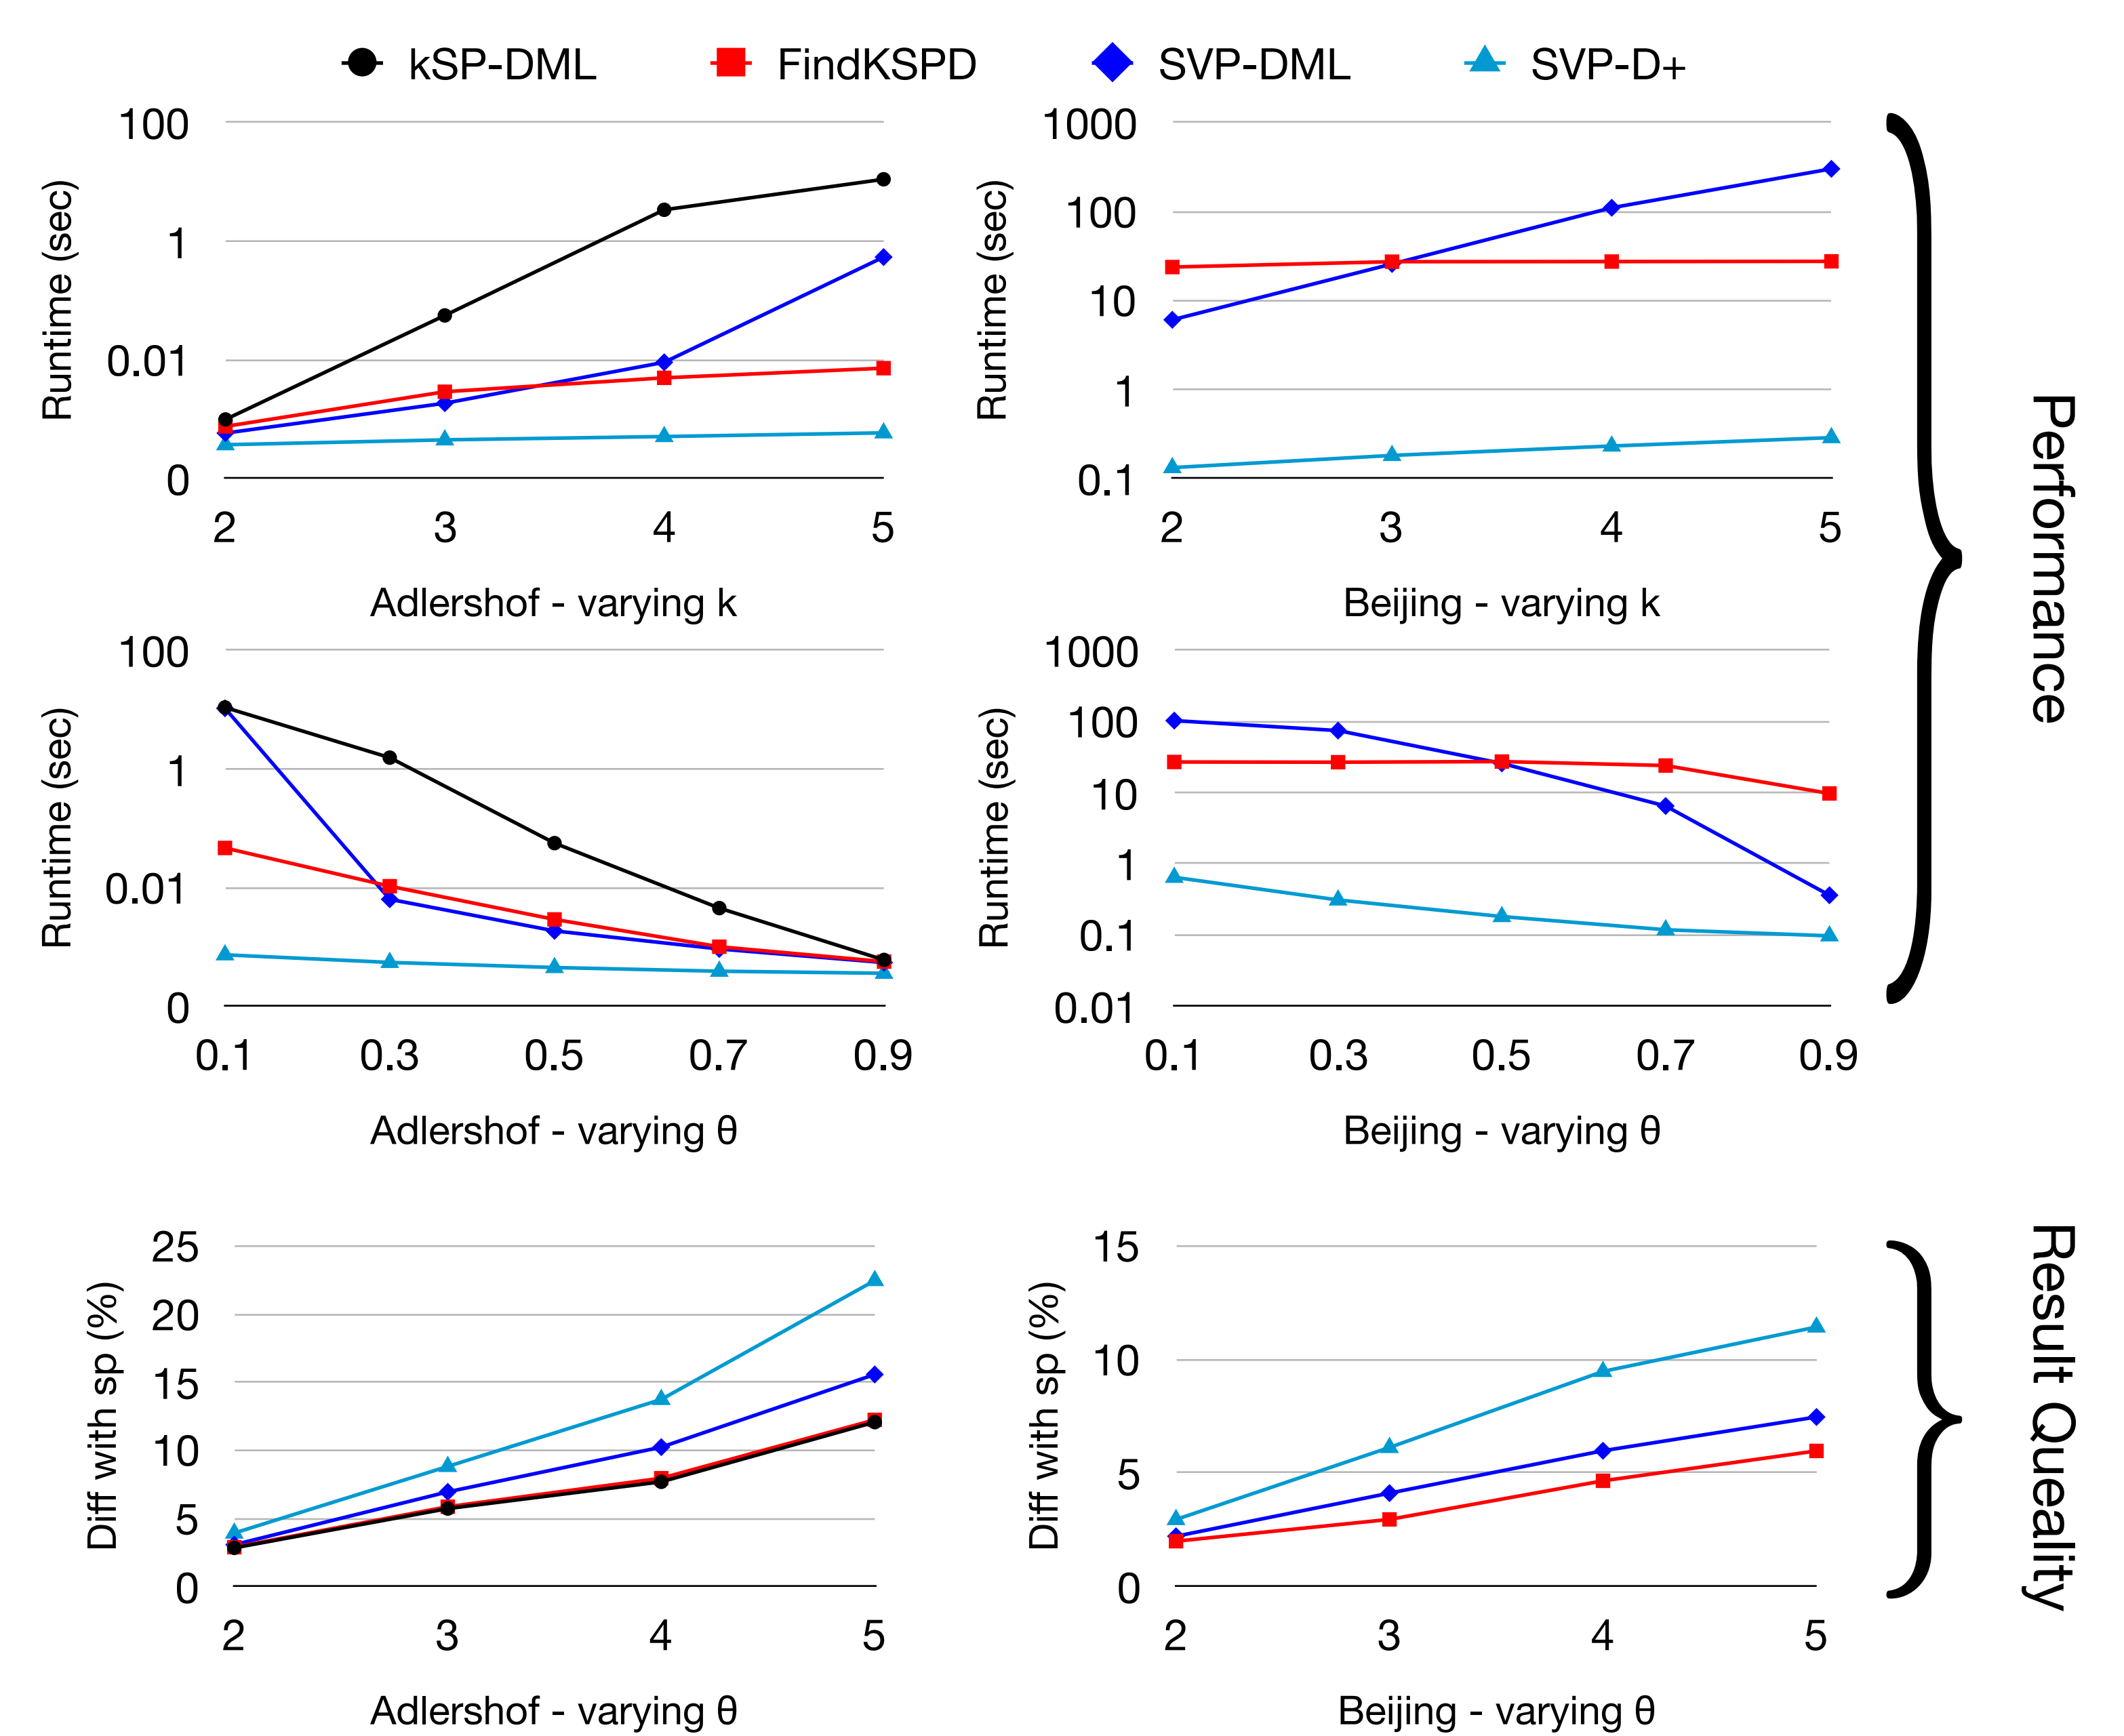 kSP-DML FindKSPD SVP-DML SVP-D+
Runtime (sec)
100
1
0.01
0
2 3 4 5
Adlershof - varying k
Runtime (sec)
1000
100
10
1
0.1
2 3 4 5
Beijing - varying k
Runtime (sec)
100
1
0.01
0
0.1 0.3 0.5 0.7 0.9
Adlershof - varying θ
Runtime (sec)
1000
100
10
1
0.1
0.01
0.1 0.3 0.5 0.7 0.9
Beijing - varying θ
Performance
Diff with sp (%)
25
20
15
10
5
0
2 3 4 5
Adlershof - varying θ
Diff with sp (%)
15
10
5
0
2 3 4 5
Beijing - varying θ
Result Queality